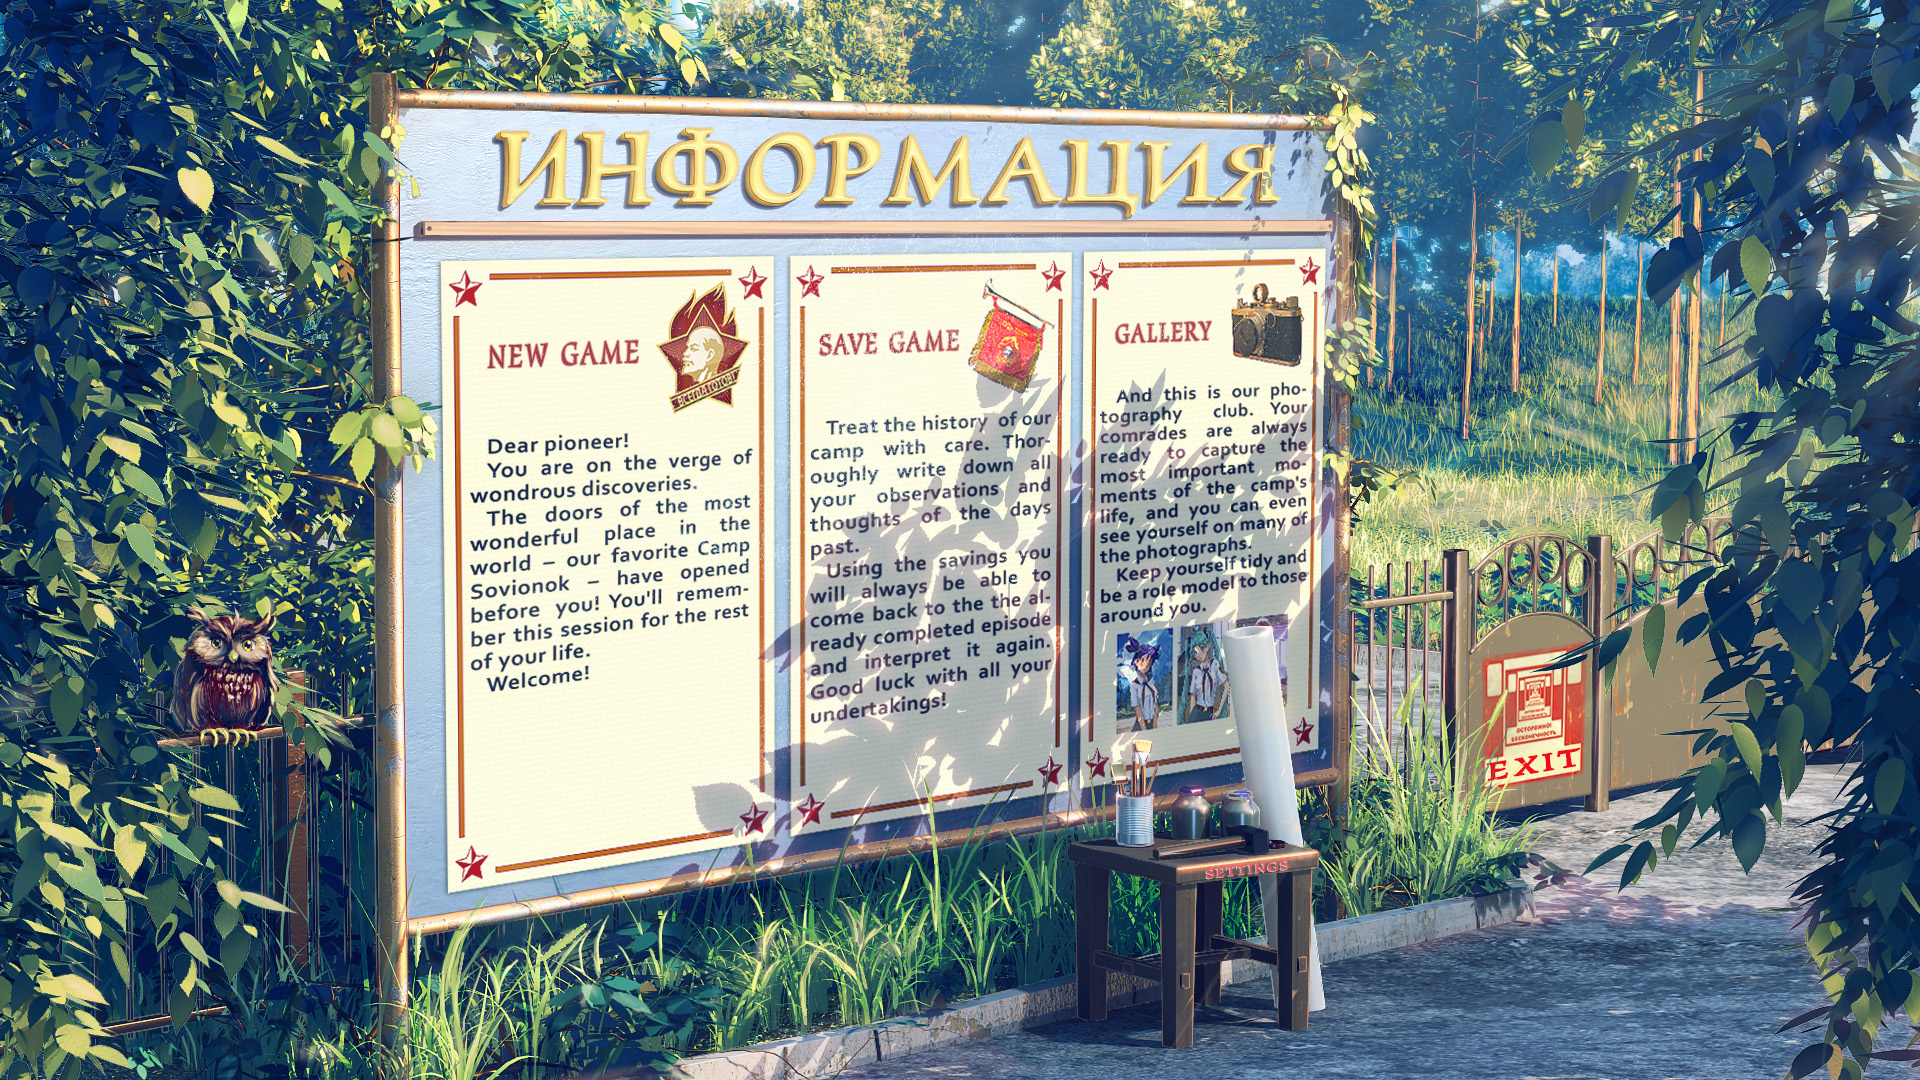 ИНФОРМАЦИЯ
NEW GAME
ВСЕГДА ГОТОВ!
Dear pioneer!
You are on the verge of
wondrous discoveries.
The doors of the most
wonderful place in the
world – our favorite Camp
Sovionok – have opened
before you! You'll remem-
ber this session for the rest
of your life.
Welcome!
SAVE GAME
Treat the history of our
camp with care. Thor-
oughly write down all
your observations and
thoughts of the days
past.
Using the savings you
will always be able to
come back to the the al-
ready completed episode
and interpret it again.
Good luck with all your
undertakings!
GALLERY
And this is our pho-
tography club. Your
comrades are always
ready to capture the
most important mo-
ments of the camp's
life, and you can even
see yourself on many of
the photographs.
Keep yourself tidy and
be a role model to those
around you.
SETTINGS
ОСТОРОЖНО!
БЕСКОНЕЧНОСТЬ
EXIT